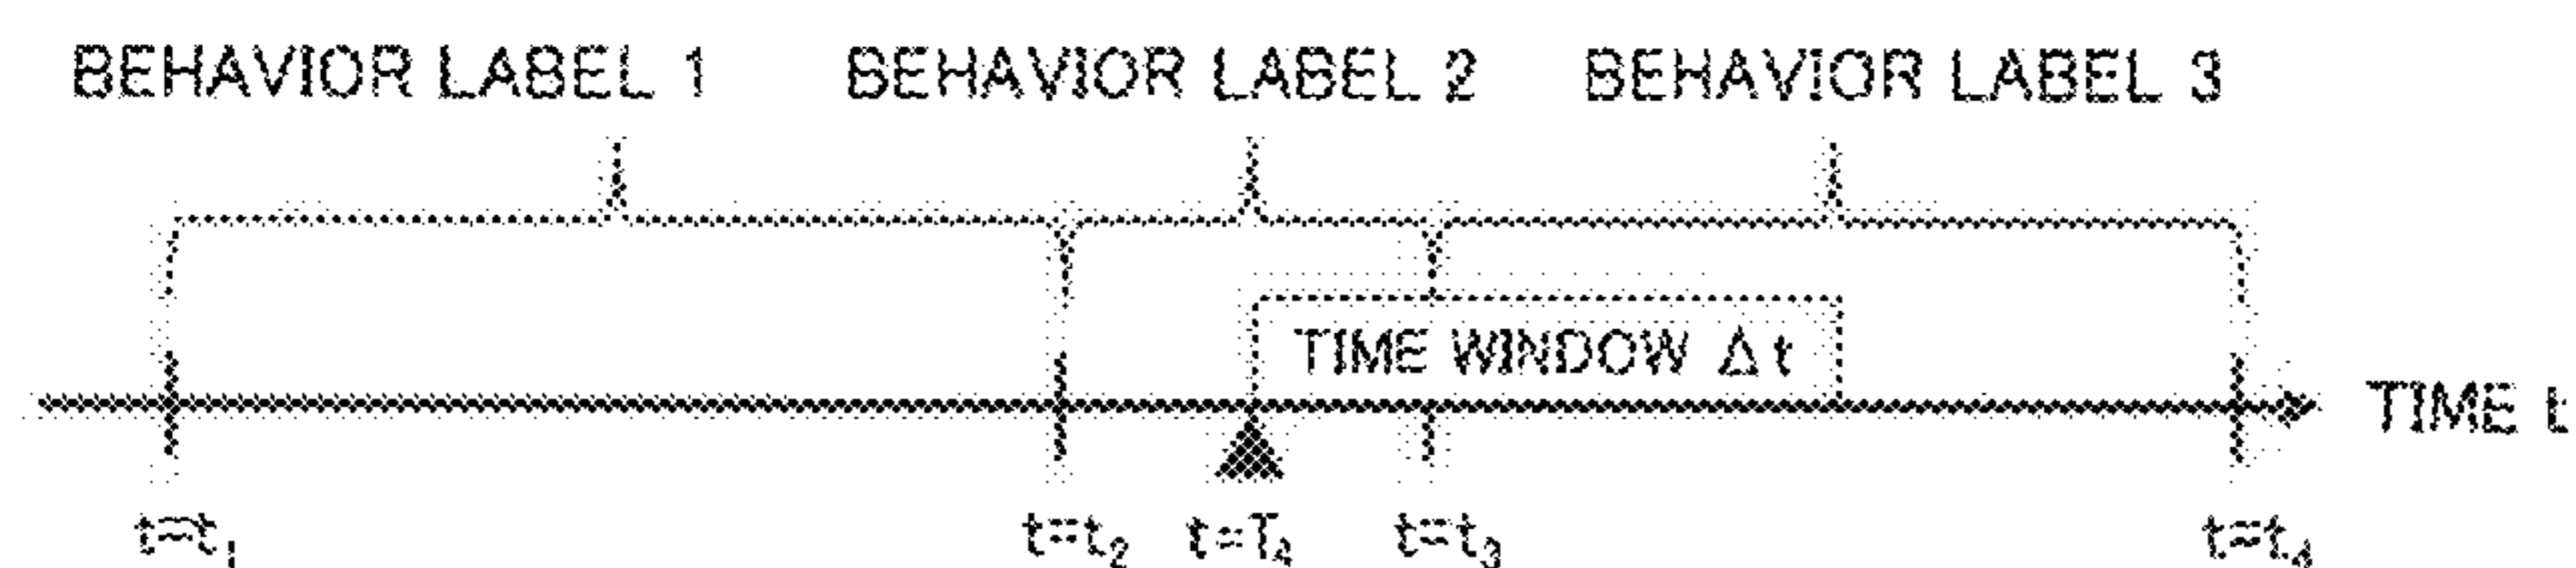 BEHAVIOR LABEL 1 BEHAVIOR LABEL 2 BEHAVIOR LABEL 3
TIME WINDOW Δt
TIME t
t=t₁ t=t₂ t=T₄ t=t₃ t=t₄